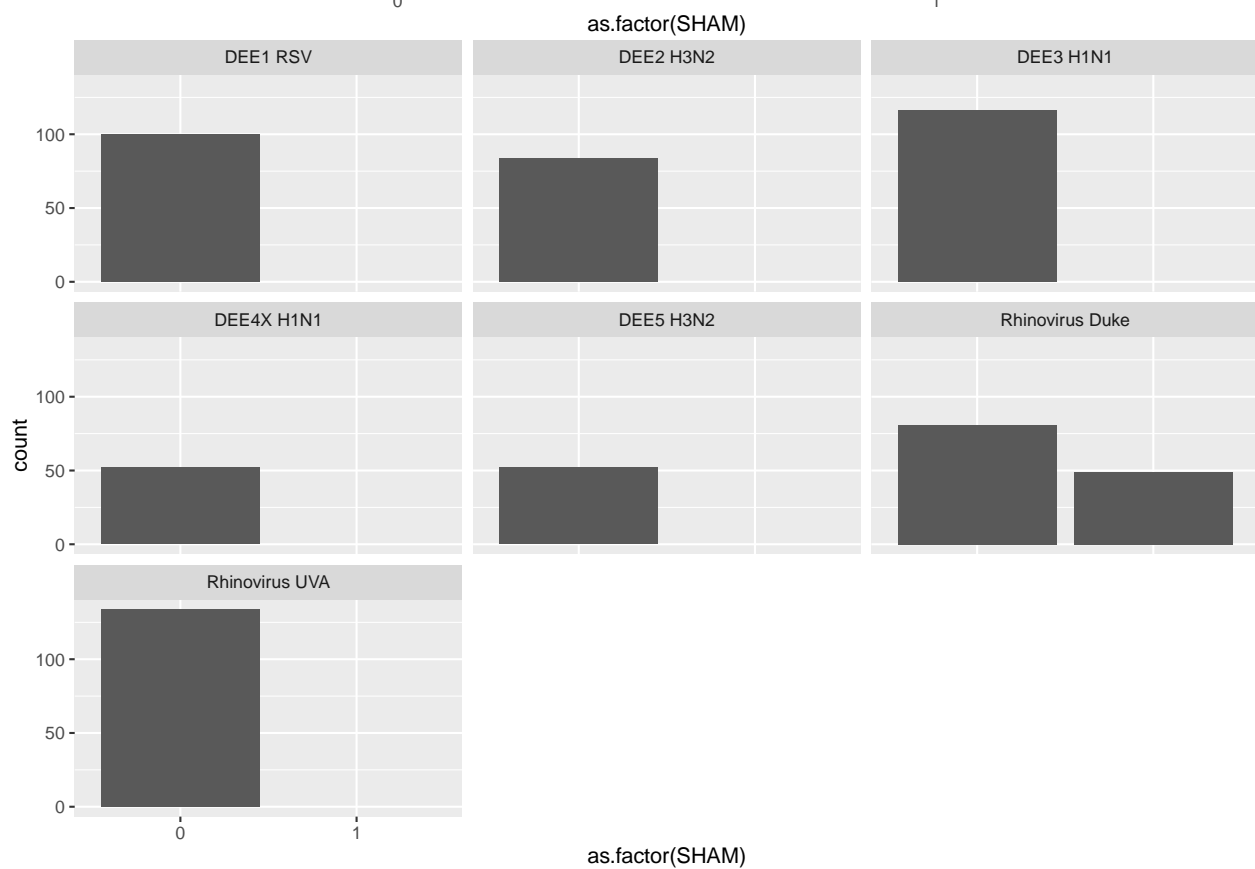 0 1
as.factor(SHAM)
DEE1 RSV DEE2 H3N2 DEE3 H1N1
100
50
0
DEE4X H1N1 DEE5 H3N2 Rhinovirus Duke
100
50
0
count
Rhinovirus UVA
100
50
0
0 1
as.factor(SHAM)